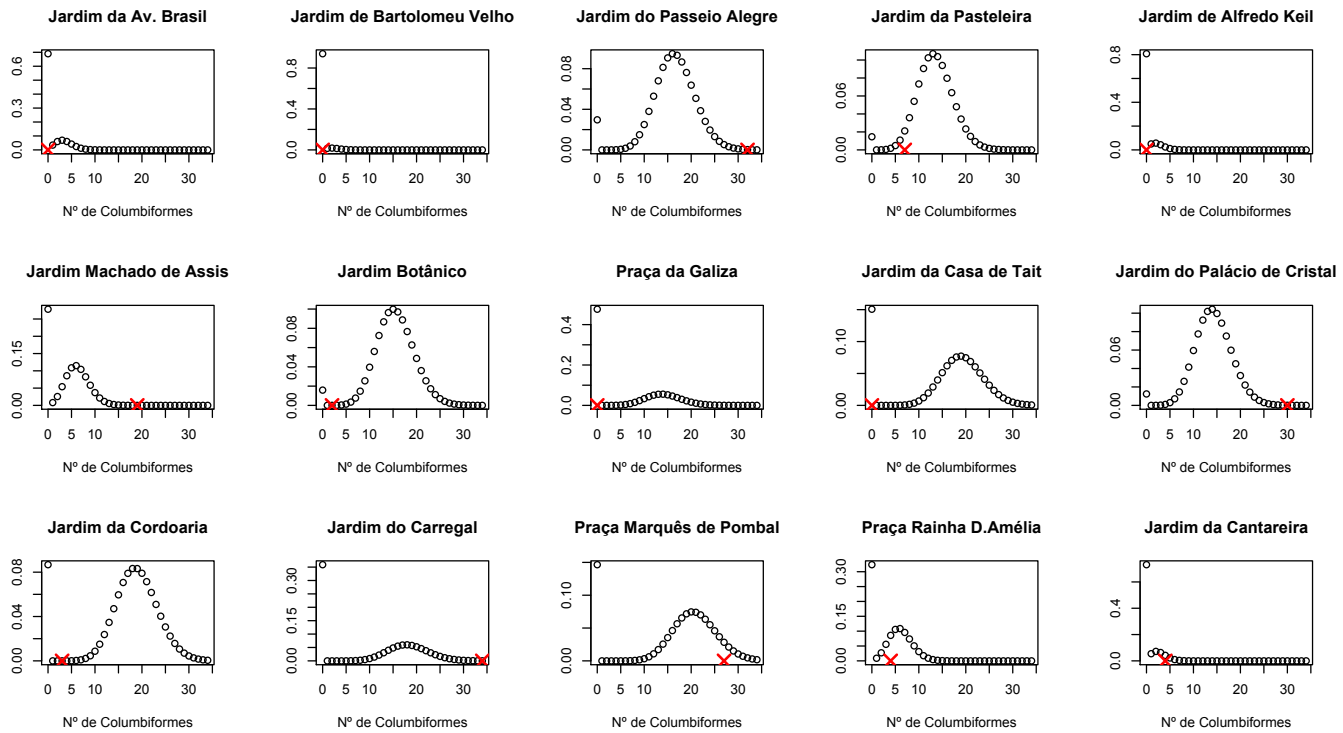 Jardim da Av. Brasil
0.0 0.3 0.6
0 5 10 20 30
Nº de Columbiformes
Jardim de Bartolomeu Velho
0.0 0.4 0.8
0 5 10 20 30
Nº de Columbiformes
Jardim do Passeio Alegre
0.00 0.04 0.08
0 5 10 20 30
Nº de Columbiformes
Jardim da Pasteleira
0.00 0.06
0 5 10 20 30
Nº de Columbiformes
Jardim de Alfredo Keil
0.0 0.4 0.8
0 5 10 20 30
Nº de Columbiformes
Jardim Machado de Assis
0.00 0.15
0 5 10 20 30
Nº de Columbiformes
Jardim Botânico
0.00 0.04 0.08
0 5 10 20 30
Nº de Columbiformes
Praça da Galiza
0.0 0.2 0.4
0 5 10 20 30
Nº de Columbiformes
Jardim da Casa de Tait
0.00 0.10
0 5 10 20 30
Nº de Columbiformes
Jardim do Palácio de Cristal
0.00 0.06
0 5 10 20 30
Nº de Columbiformes
Jardim da Cordoaria
0.00 0.04 0.08
0 5 10 20 30
Nº de Columbiformes
Jardim do Carregal
0.00 0.15 0.30
0 5 10 20 30
Nº de Columbiformes
Praça Marquês de Pombal
0.00 0.10
0 5 10 20 30
Nº de Columbiformes
Praça Rainha D.Amélia
0.00 0.15 0.30
0 5 10 20 30
Nº de Columbiformes
Jardim da Cantareira
0.0 0.4
0 5 10 20 30
Nº de Columbiformes